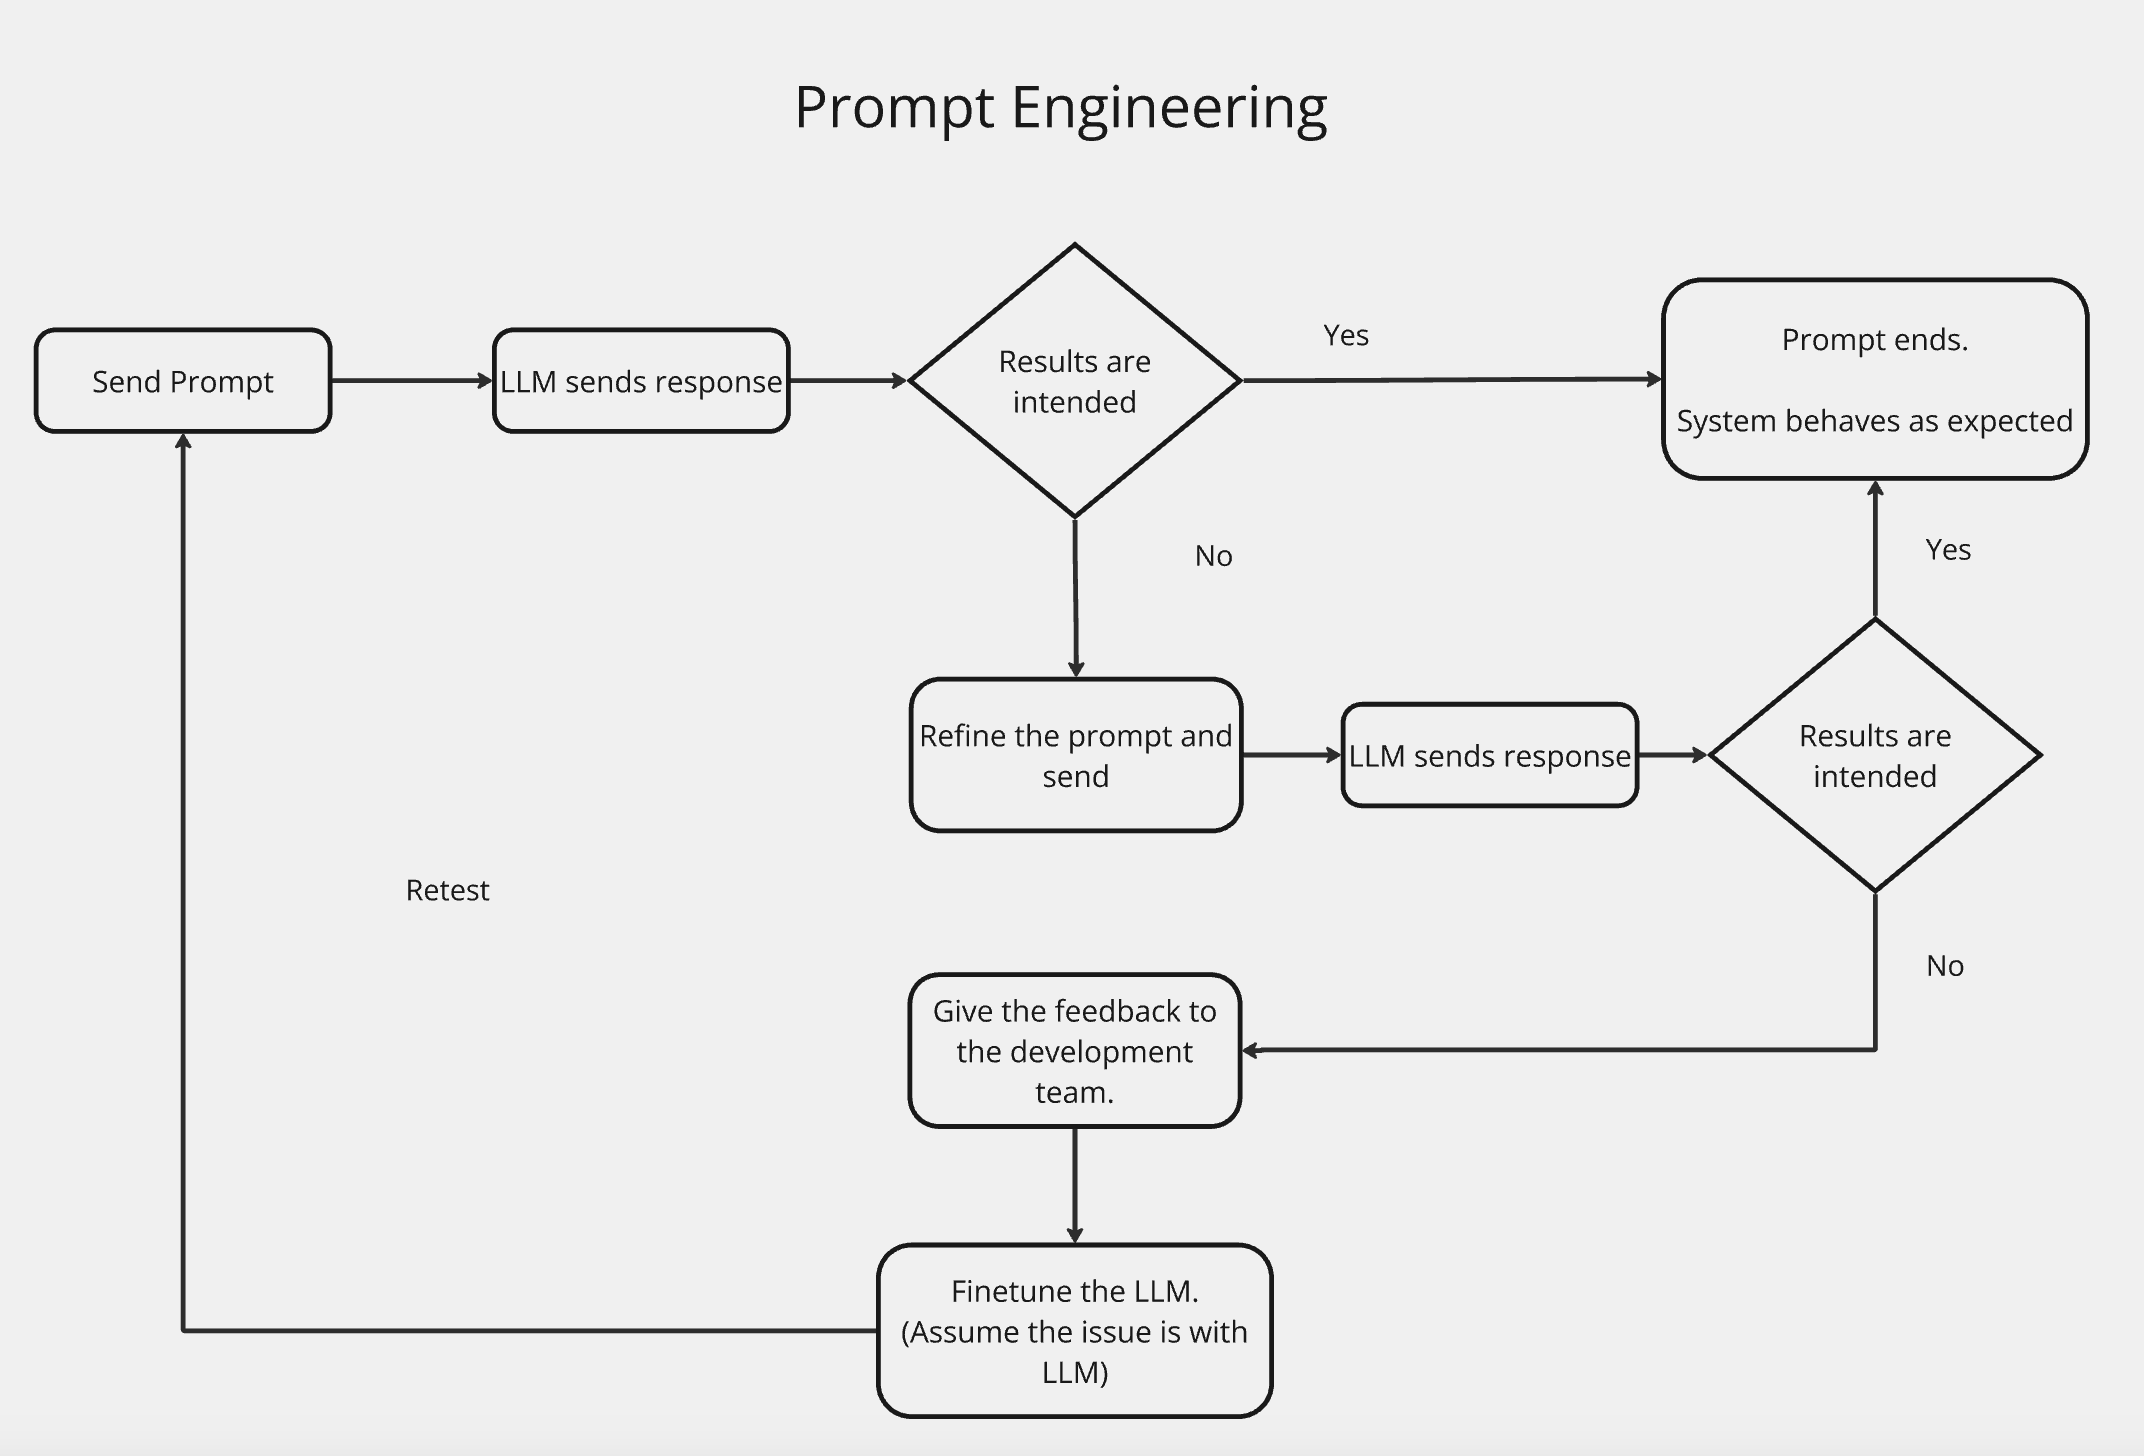 Prompt Engineering
Send Prompt
LLM sends response
Results are
intended
Yes
Prompt ends.
System behaves as expected
No
Yes
Refine the prompt and
send
LLM sends response
Results are
intended
Retest
No
Give the feedback to
the development
team.
Finetune the LLM.
(Assume the issue is with
LLM)